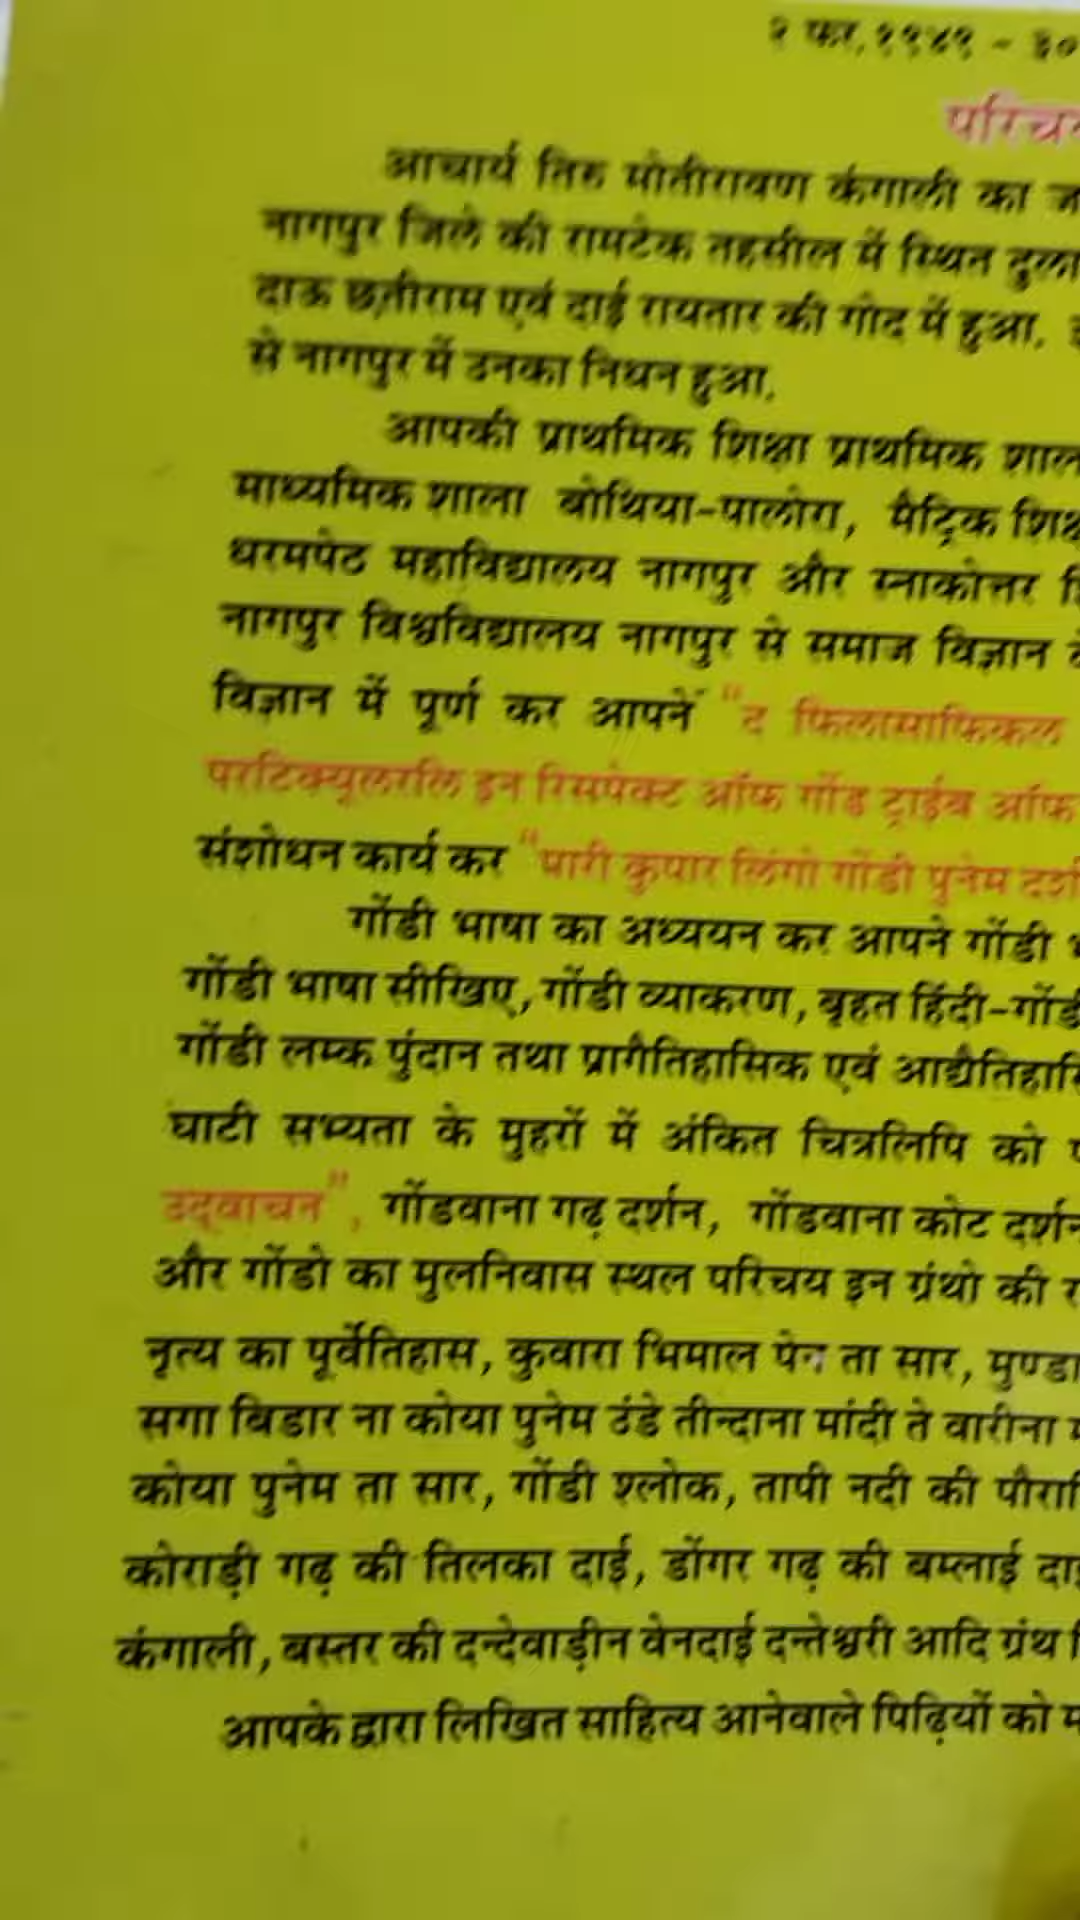 २ फर.१९४९ - ३०
परिचय
आचार्य तिरु मोतीरावण कंगाली का ज
नागपुर जिले की रामटेक तहसील में स्थित दुला
दाऊ छतीराम एवं दाई रायतार की गोद में हुआ.
से नागपुर में उनका निधन हुआ.
आपकी प्राथमिक शिक्षा प्राथमिक शाल
माध्यमिक शाला बोथिया-पालोरा, मैट्रिक शिक्ष
धरमपेठ महाविद्यालय नागपुर और स्नाकोत्तर
नागपुर विश्वविद्यालय नागपुर से समाज विज्ञान
विज्ञान में पूर्ण कर आपनें "द फिलासाफिकल
परटिक्यूलरलि इन रिसपेक्ट ऑफ गोंड ट्राईब ऑफ
संशोधन कार्य कर "पारी कुपार लिंगो गोंडी पुनेम दर्श
गोंडी भाषा का अध्ययन कर आपने गोंडी
गोंडी भाषा सीखिए, गोंडी व्याकरण, बृहत हिंदी-गोंडी
गोंडी लम्क पुंदान तथा प्रागैतिहासिक एवं आद्यैतिहासि
घाटी सभ्यता के मुहरों में अंकित चित्रलिपि को
उद्‌वाचन", गोंडवाना गढ़ दर्शन, गोंडवाना कोट दर्शन
और गोंडो का मुलनिवास स्थल परिचय इन ग्रंथो की
नृत्य का पूर्वेतिहास, कुवारा भिमाल पेन ता सार, मुण्डा
सगा बिडार ना कोया पुनेम ठंडे तीन्दाना मांदी ते वारीना
कोया पुनेम ता सार, गोंडी श्लोक, तापी नदी की पौरा
कोराड़ी गढ़ की तिलका दाई, डोंगर गढ़ की बम्लाई दाई
कंगाली, बस्तर की दन्देवाड़ीन वेनदाई दन्तेश्वरी आदि ग्रंथ
आपके द्वारा लिखित साहित्य आनेवाले पिढ़ियों को